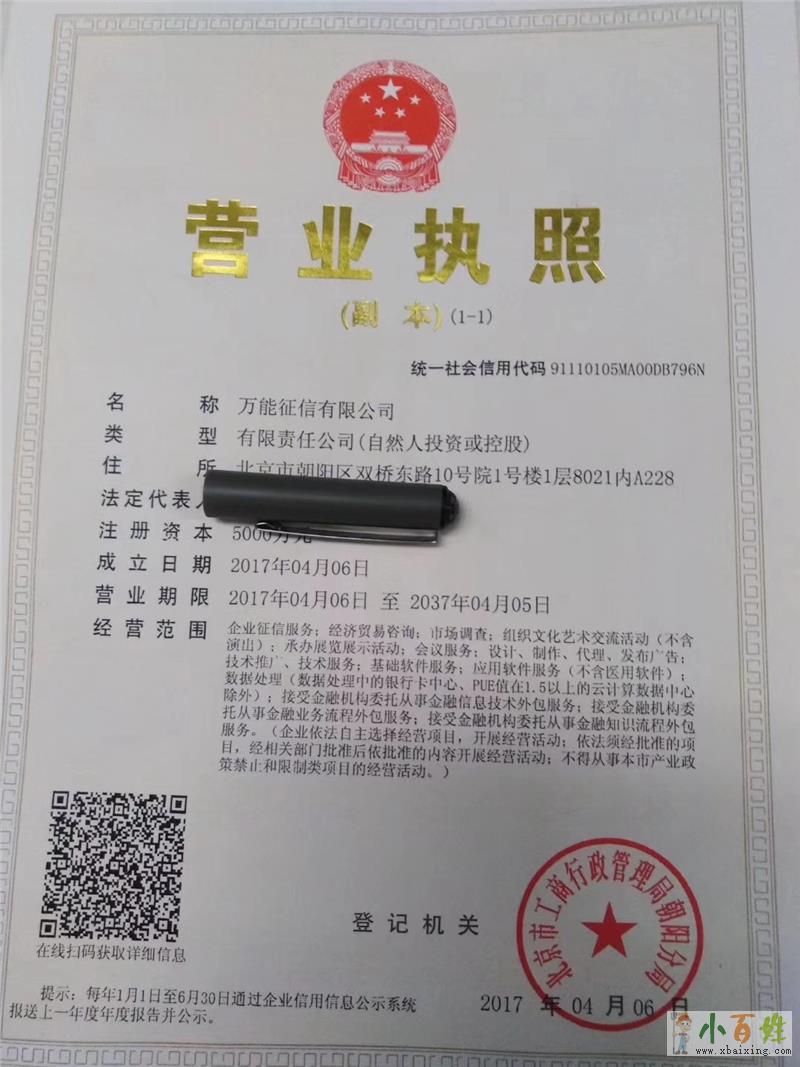 营业执照
(副 本)(1-1)
统一社会信用代码 91110105MA00DB796N
名 称 万能征信有限公司
类 型 有限责任公司(自然人投资或控股)
住 所 北京市朝阳区双桥东路10号院1号楼1层8021内A228
法定代表人
注册资本 5000万元
成立日期 2017年04月06日
营业期限 2017年04月06日 至 2037年04月05日
经营范围 企业征信服务；经济贸易咨询；市场调查；组织文化艺术交流活动（不含
演出）；承办展览展示活动；会议服务；设计、制作、代理、发布广告；
技术推广、技术服务；基础软件服务；应用软件服务（不含医用软件）；
数据处理（数据处理中的银行卡中心、PUE值在1.5以上的云计算数据中心
除外）；接受金融机构委托从事金融信息技术外包服务；接受金融机构委
托从事金融业务流程外包服务；接受金融机构委托从事金融知识流程外包
服务。（企业依法自主选择经营项目，开展经营活动；依法须经批准的项
目，经相关部门批准后依批准的内容开展经营活动；不得从事本市产业政
策禁止和限制类项目的经营活动。）
在线扫码获取详细信息
登记机关
北京市工商行政管理局朝阳分局
2017 年 04 月 06 日
提示：每年1月1日至6月30日通过企业信用信息公示系统
报送上一年度年度报告并公示。
小百姓
www.xbaixing.com